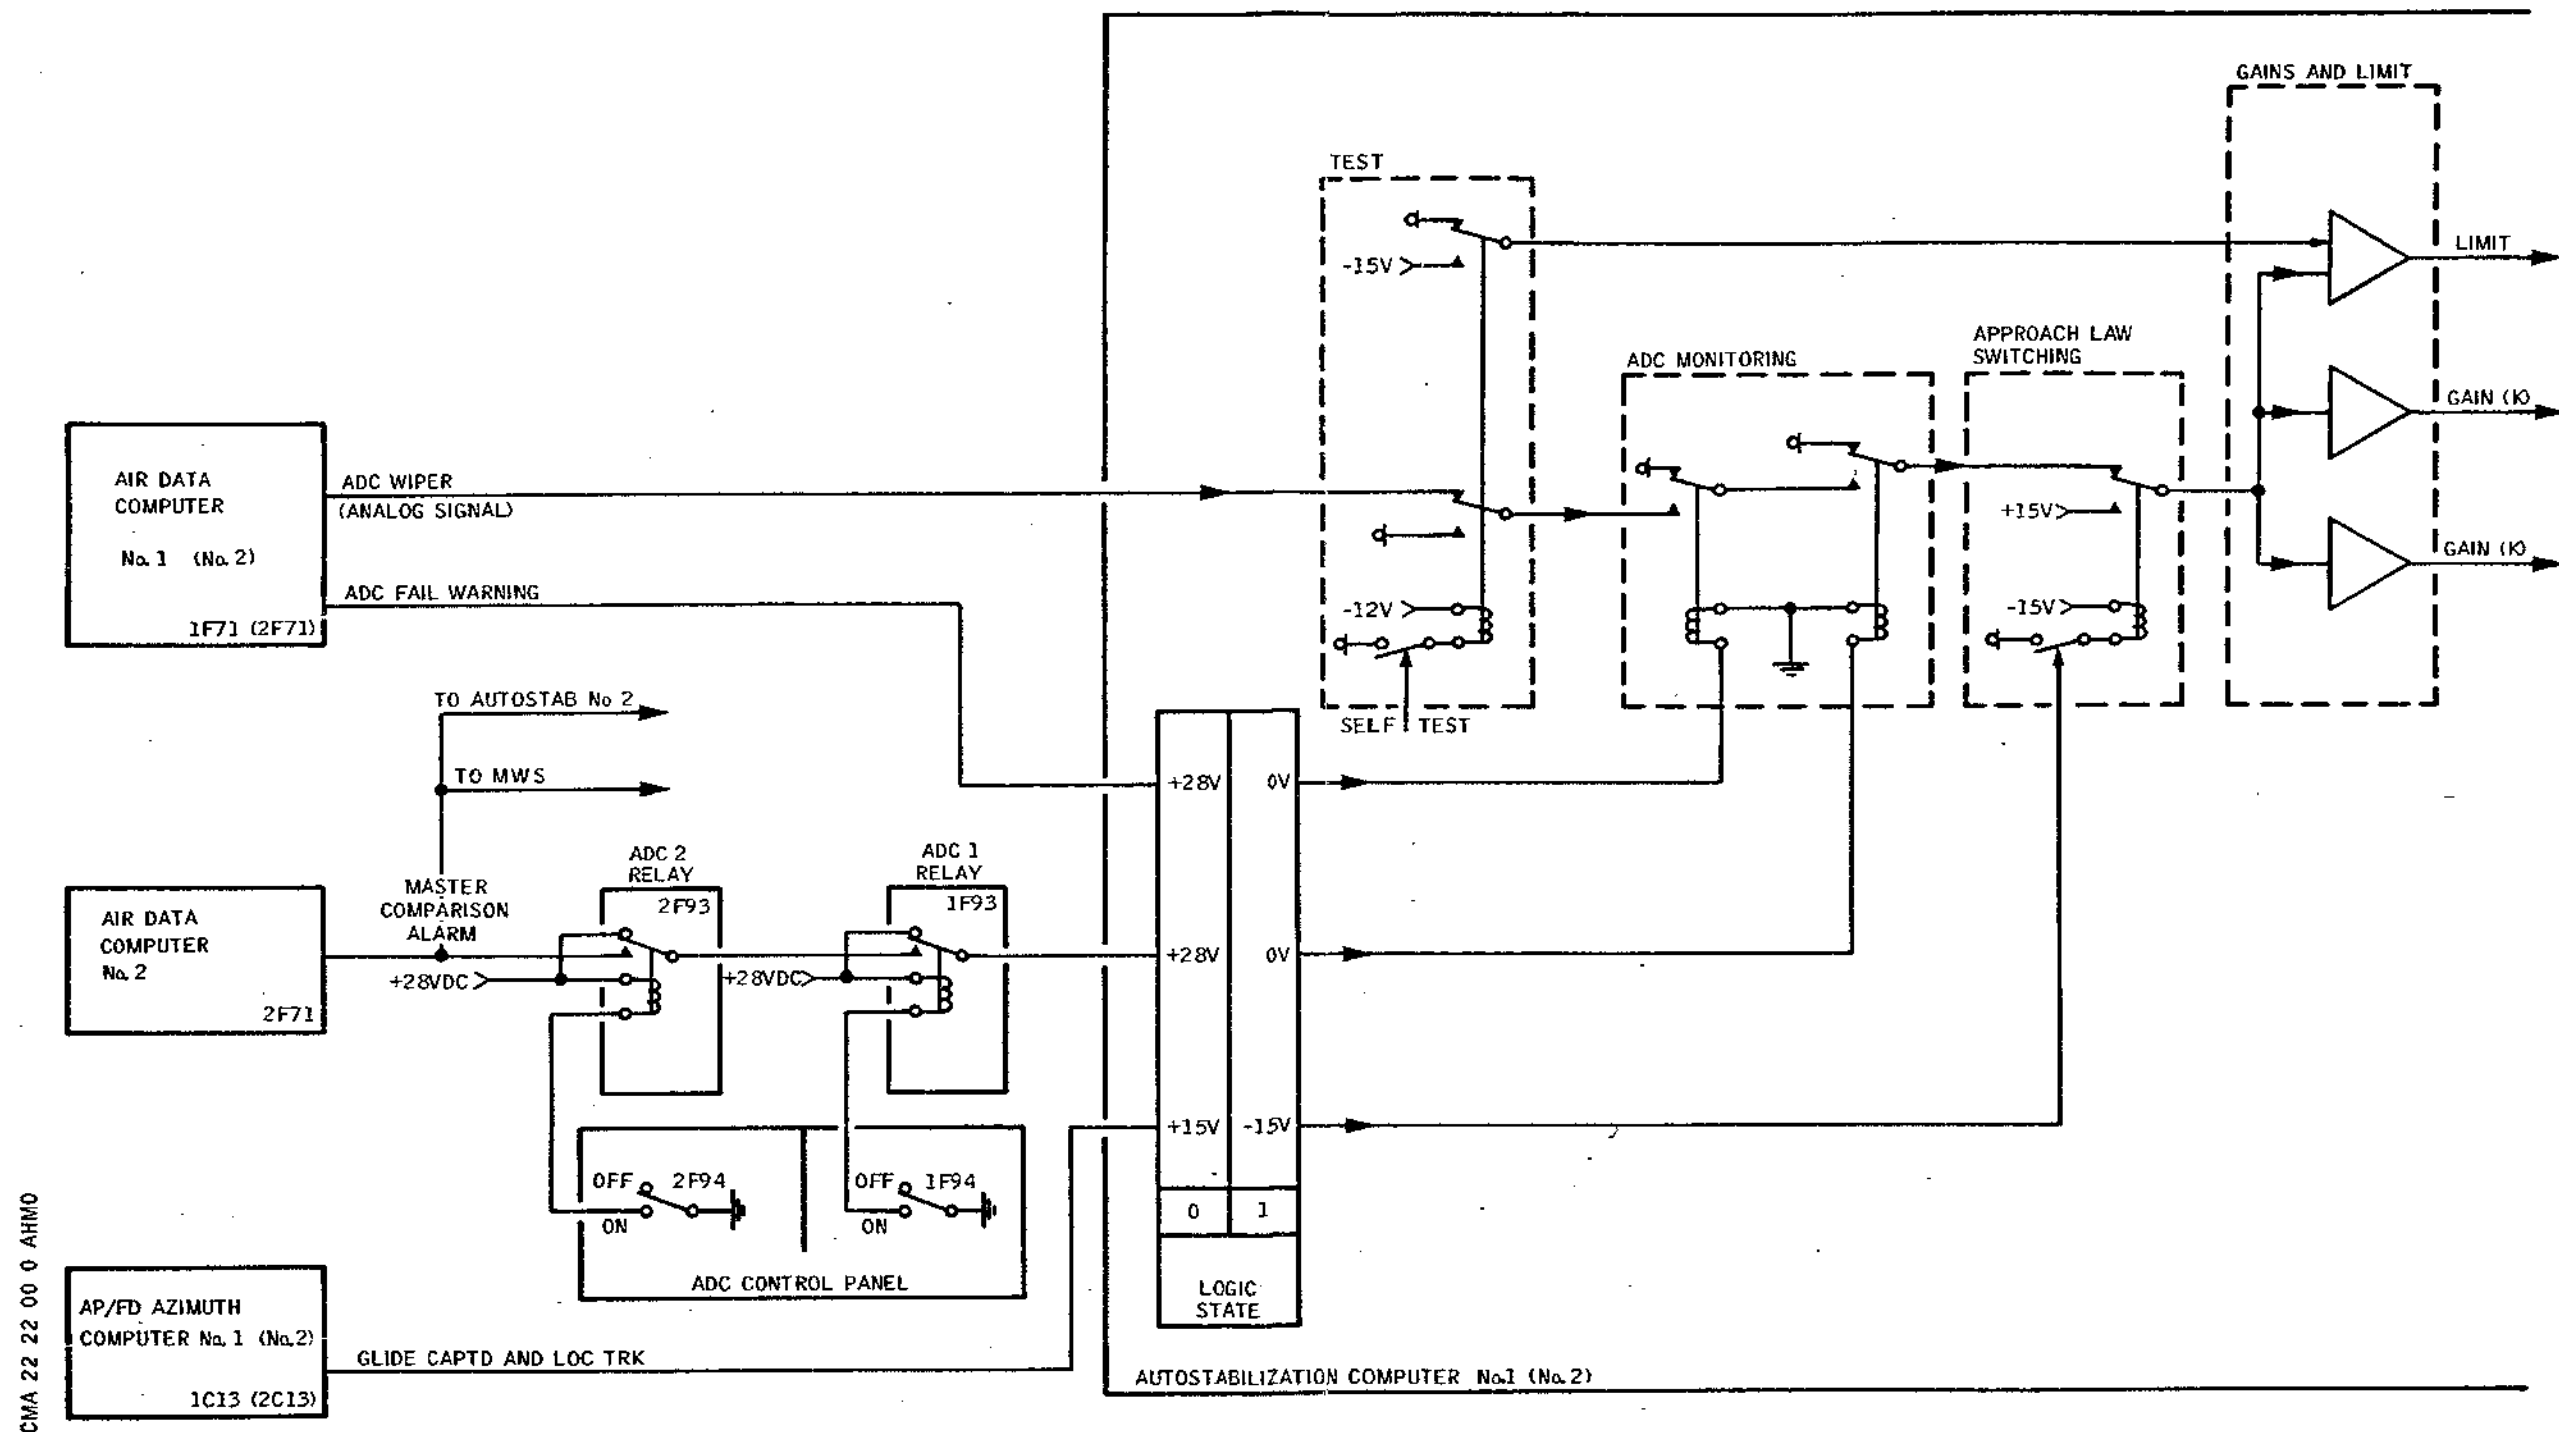 GAINS AND LIMIT
TEST
-15V
LIMIT
APPROACH LAW
SWITCHING
ADC MONITORING
GAIN (K)
AIR DATA
COMPUTER
No.1 (No.2)
1F71 (2F71)
ADC WIPER
(ANALOG SIGNAL)
+15V
GAIN (K)
ADC FAIL WARNING
-12V
-15V
SELF TEST
TO AUTOSTAB No 2
TO MWS
+28V 0V
ADC 2
RELAY
2F93
ADC 1
RELAY
1F93
MASTER
COMPARISON
ALARM
AIR DATA
COMPUTER
No.2
2F71
+28VDC
+28VDC
+28V 0V
+15V -15V
OFF 2F94
ON
OFF 1F94
ON
ADC CONTROL PANEL
0 1
LOGIC
STATE
AP/FD AZIMUTH
COMPUTER No.1 (No.2)
1C13 (2C13)
GLIDE CAPTD AND LOC TRK
AUTOSTABILIZATION COMPUTER No.1 (No.2)
CMA 22 22 00 0 AHM0